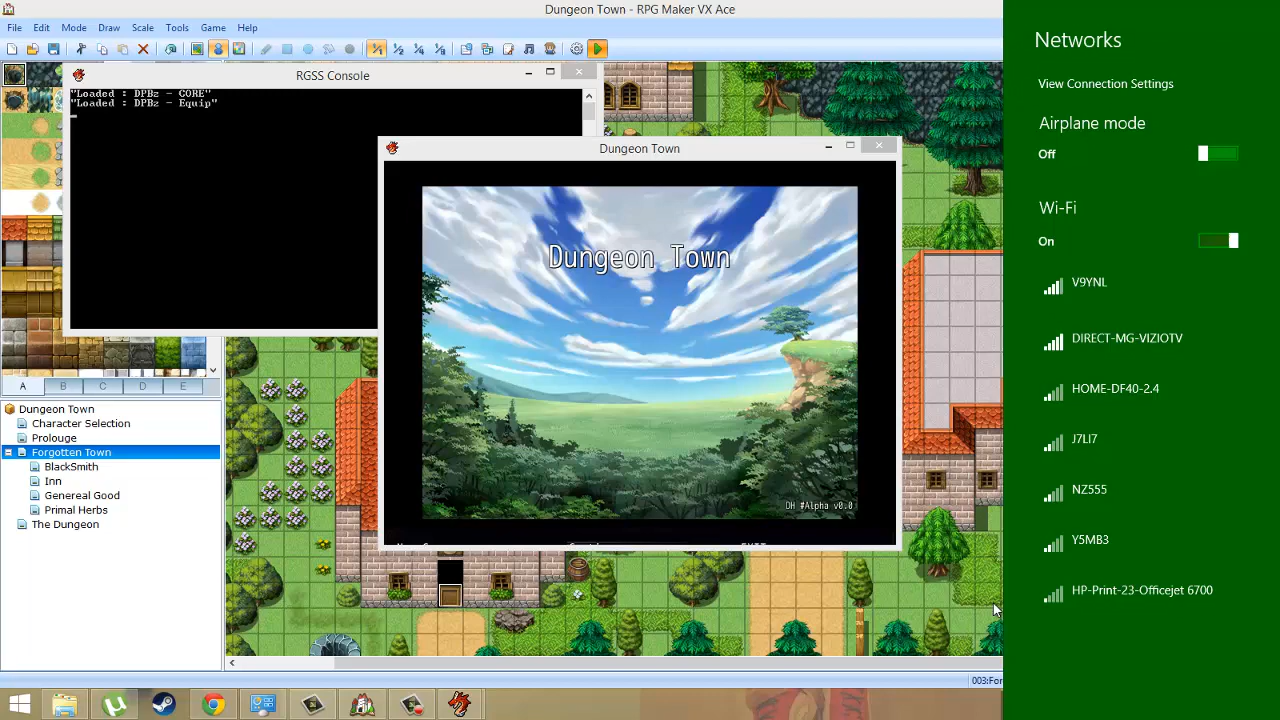 Dungeon Town - RPG Maker VX Ace
File Edit Mode Draw Scale Tools Game Help
RGSS Console
"Loaded : DPBz - CORE"
"Loaded : DPBz - Equip"
Dungeon Town
Dungeon Town
DH #Alpha v0.0
EXIT
A B C D E
Dungeon Town
Character Selection
Prolouge
Forgotten Town
BlackSmith
Inn
Genereal Good
Primal Herbs
The Dungeon
003:For
Networks
View Connection Settings
Airplane mode
Off
Wi-Fi
On
V9YNL
DIRECT-MG-VIZIOTV
HOME-DF40-2.4
J7LI7
NZ555
Y5MB3
HP-Print-23-Officejet 6700